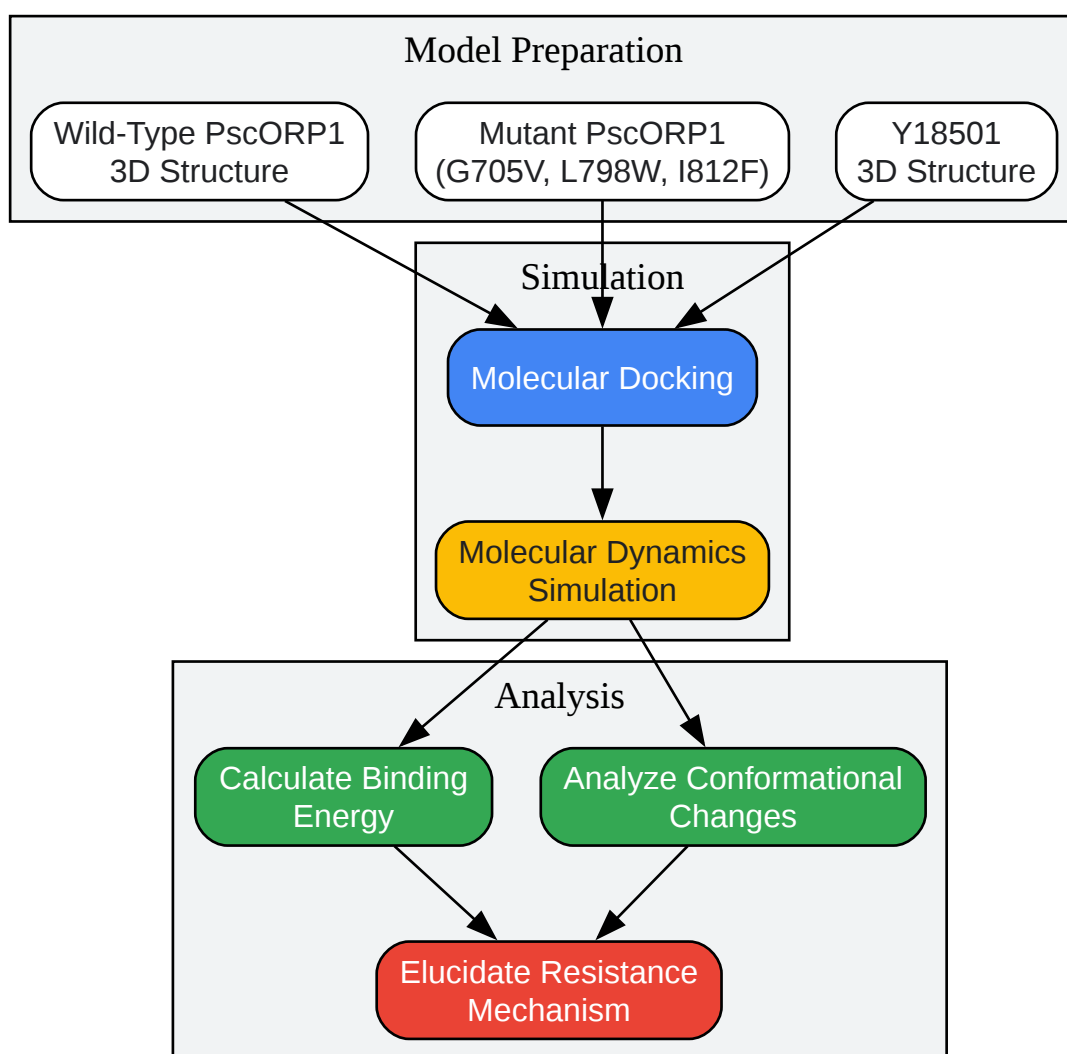 Model Preparation
Wild-Type PscORP1
3D Structure
Mutant PscORP1
(G705V, L798W, I812F)
Y18501
3D Structure
Simulation
Molecular Docking
Molecular Dynamics
Simulation
Analysis
Calculate Binding
Energy
Analyze Conformational
Changes
Elucidate Resistance
Mechanism